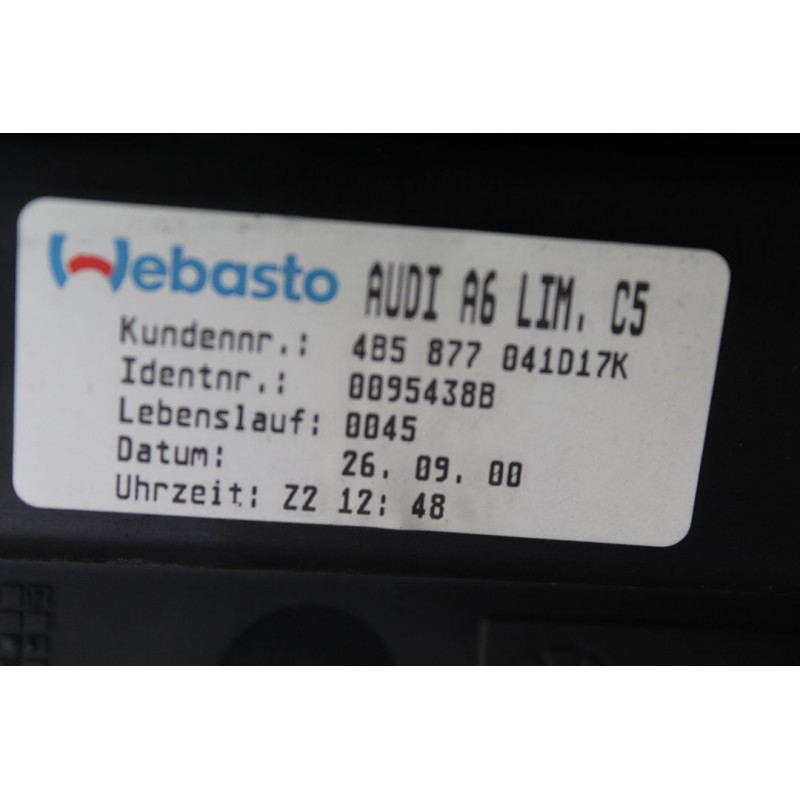 Webasto AUDI A6 LIM. C5
Kundennr.: 4B5 877 041D17K
Identnr.: 0095438B
Lebenslauf: 0045
Datum: 26. 09. 00
Uhrzeit: Z2 12: 48
12